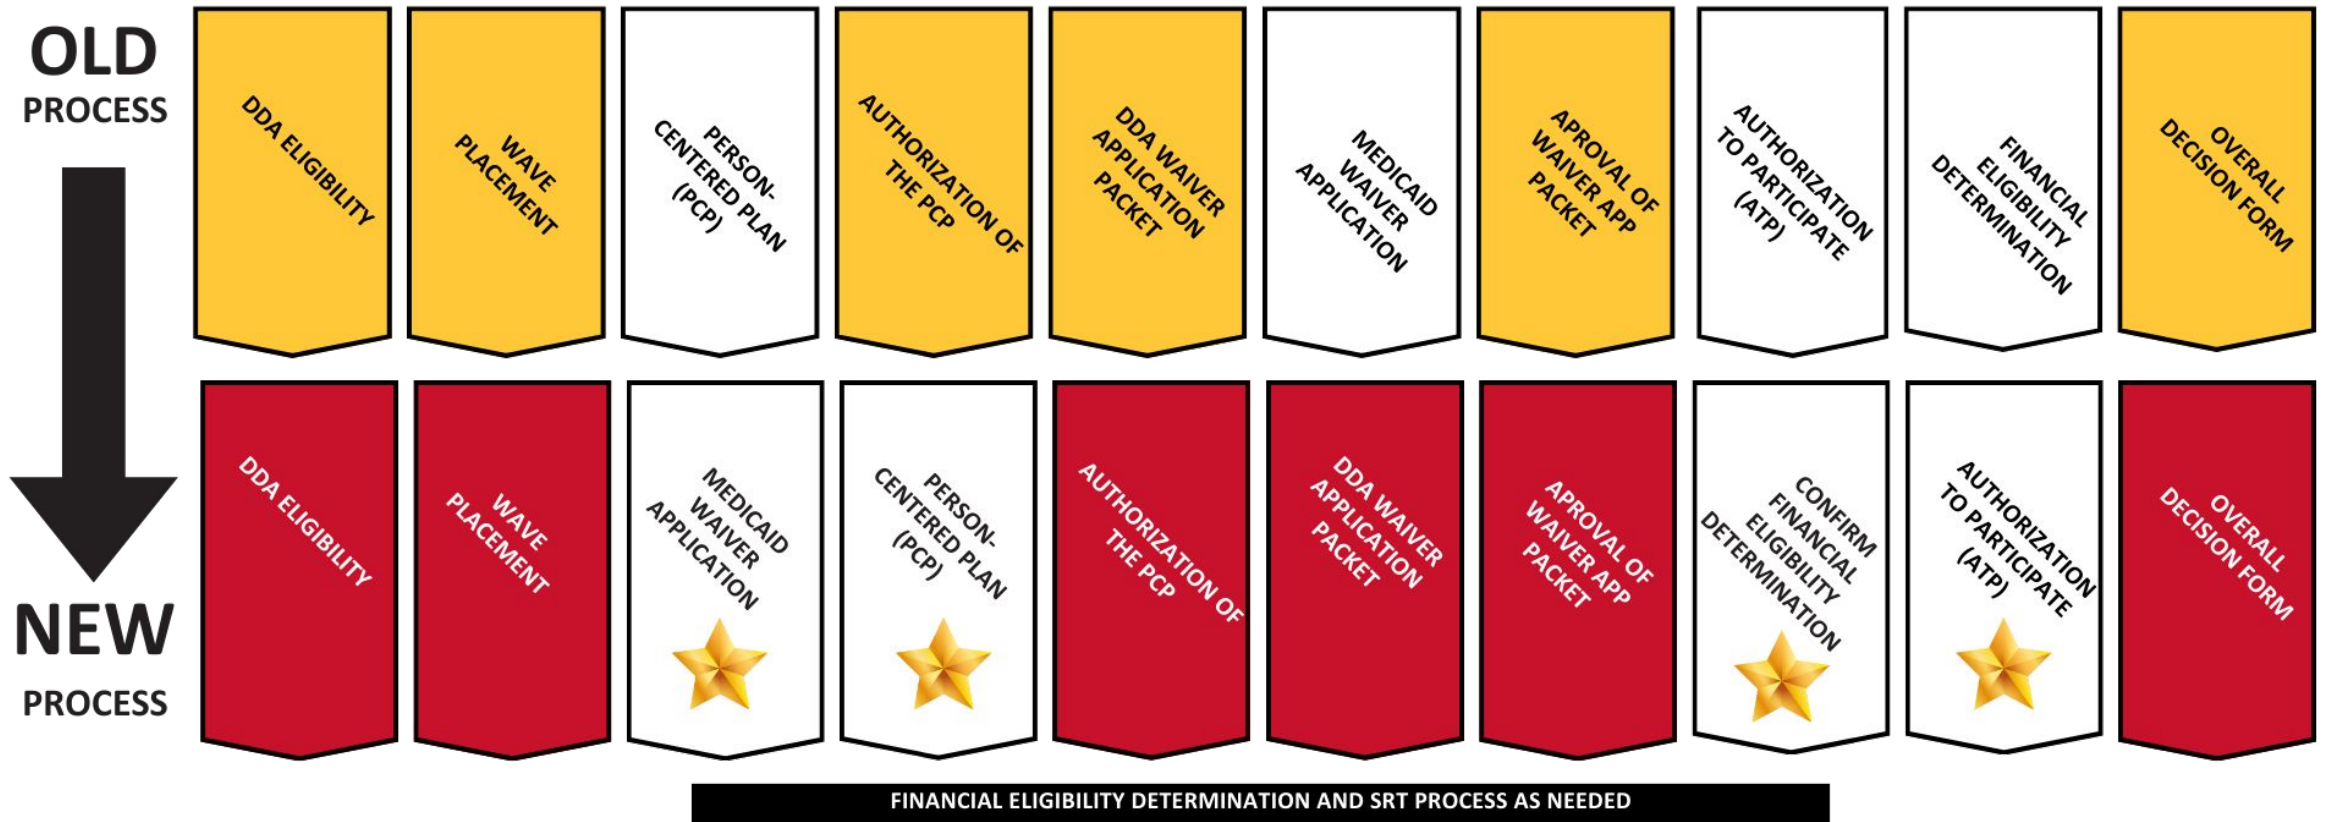 OLD
PROCESS
DDA ELIGIBILITY
WAVE
PLACEMENT
PERSON-
CENTERED PLAN
(PCP)
AUTHORIZATION OF
THE PCP
DDA WAIVER
APPLICATION
PACKET
MEDICAID
WAIVER
APPLICATION
APROVAL OF
WAIVER APP
PACKET
AUTHORIZATION
TO PARTICIPATE
(ATP)
FINANCIAL
ELIGIBILITY
DETERMINATION
OVERALL
DECISION FORM
NEW
PROCESS
DDA ELIGIBILITY
WAVE
PLACEMENT
MEDICAID
WAIVER
APPLICATION
PERSON-
CENTERED PLAN
(PCP)
AUTHORIZATION OF
THE PCP
DDA WAIVER
APPLICATION
PACKET
APROVAL OF
WAIVER APP
PACKET
CONFIRM
FINANCIAL
ELIGIBILITY
DETERMINATION
AUTHORIZATION
TO PARTICIPATE
(ATP)
OVERALL
DECISION FORM
FINANCIAL ELIGIBILITY DETERMINATION AND SRT PROCESS AS NEEDED